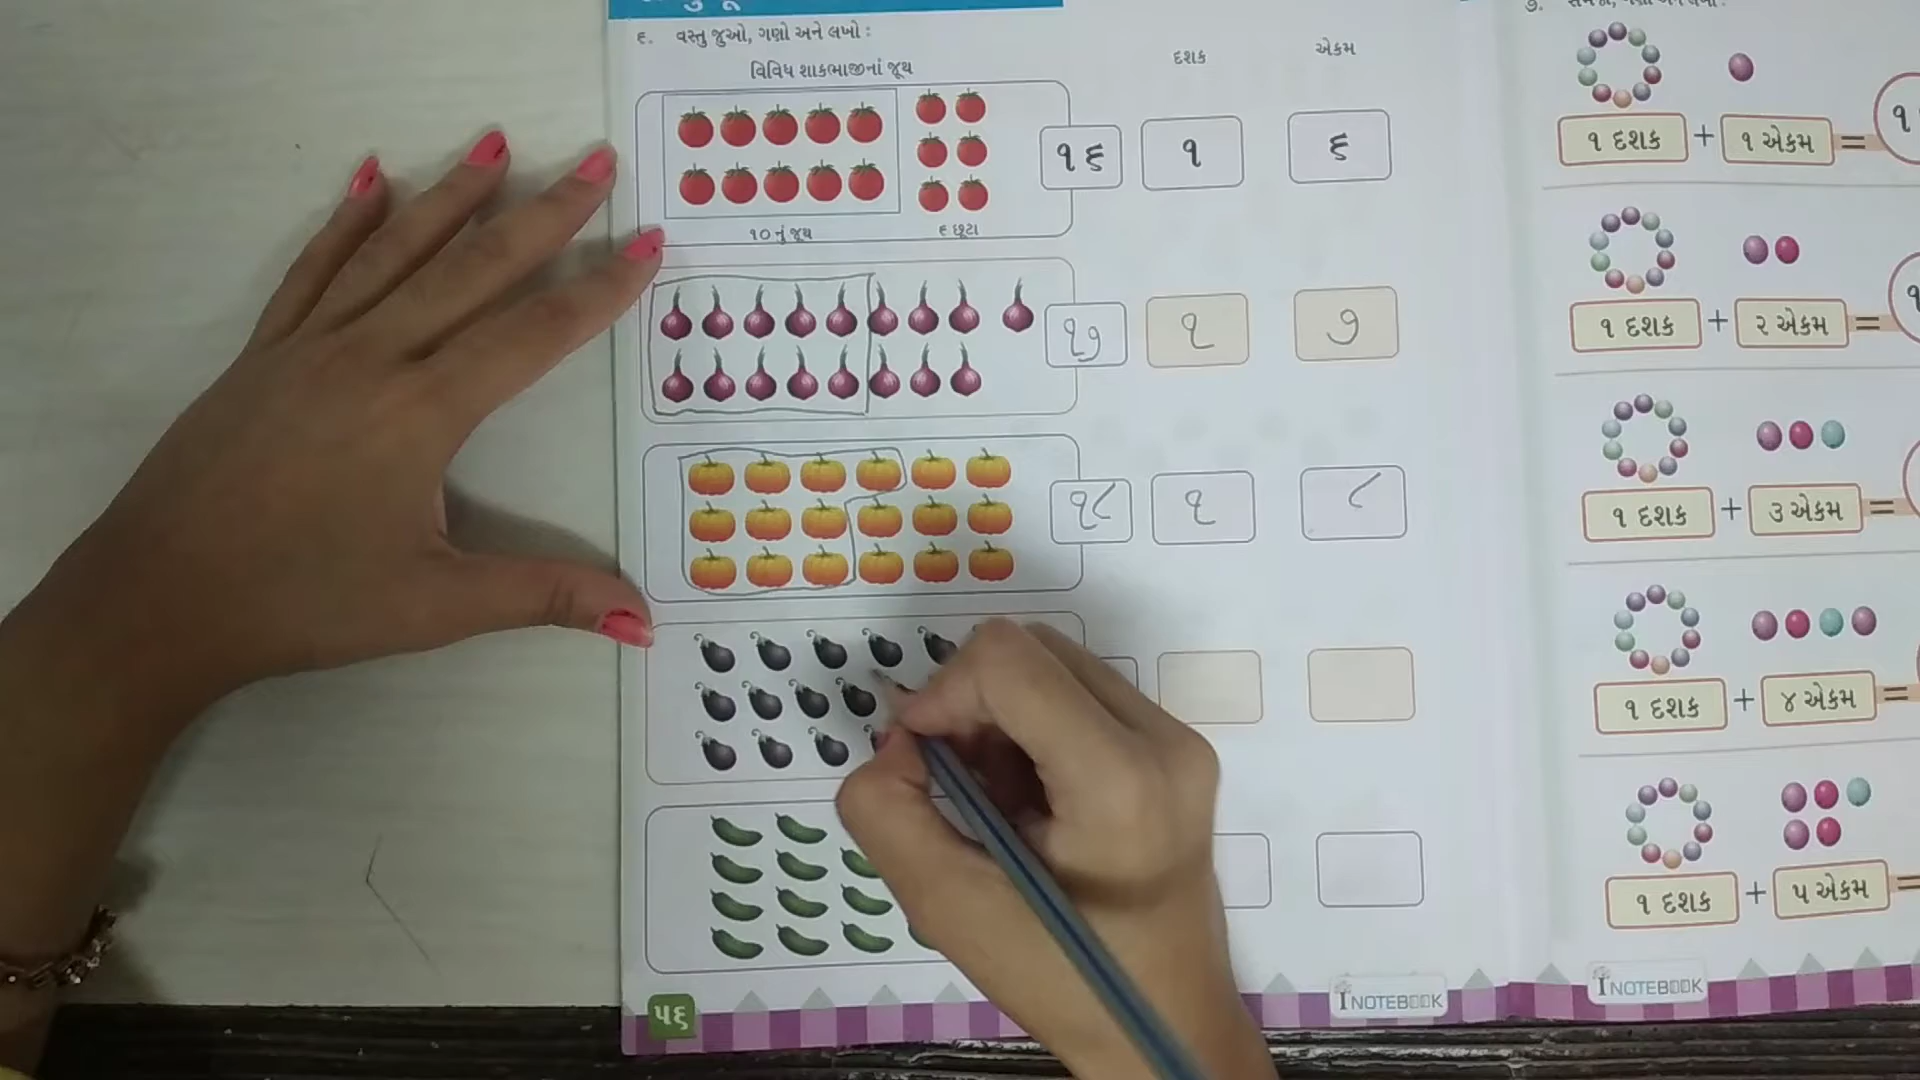 ૬. વસ્તુ જુઓ, ગણો અને લખો :
વિવિધ શાકભાજીનાં જૂથ
દશક
એકમ
૧૬ ૧ ૬
૧૦ નું જૂથ
૬ છૂટા
૧૭ ૧ ૭
૧૮ ૧ ૮
૫૬
iNOTEBOOK
૭.
૧ દશક + ૧ એકમ =
૧ દશક + ૨ એકમ =
૧ દશક + ૩ એકમ =
૧ દશક + ૪ એકમ =
૧ દશક + ૫ એકમ =
iNOTEBOOK